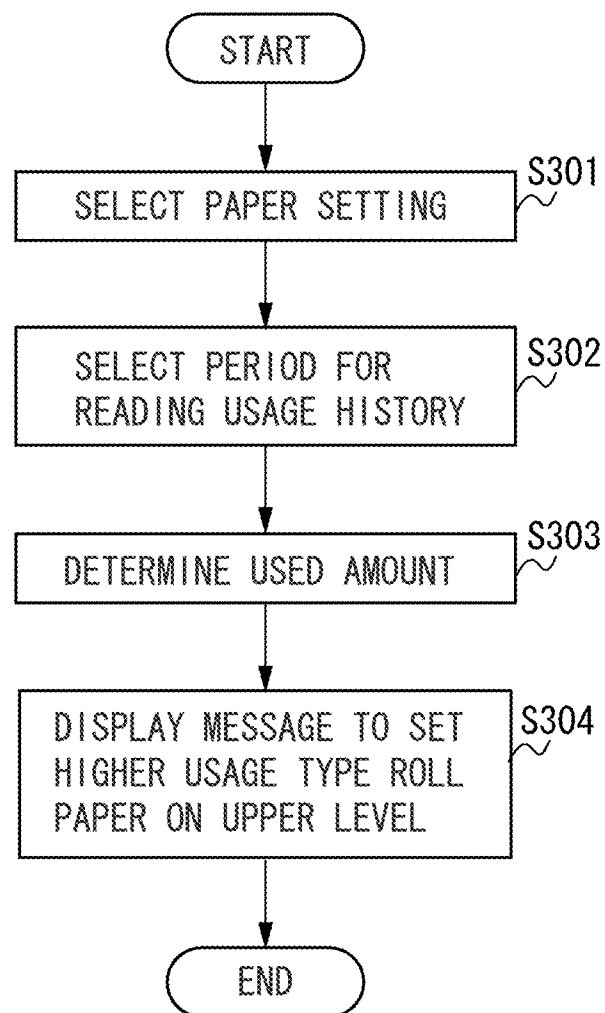 START
S301
SELECT PAPER SETTING
S302
SELECT PERIOD FOR
READING USAGE HISTORY
S303
DETERMINE USED AMOUNT
S304
DISPLAY MESSAGE TO SET
HIGHER USAGE TYPE ROLL
PAPER ON UPPER LEVEL
END